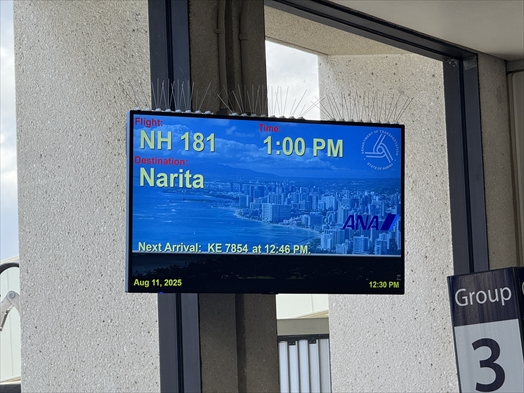 Flight:
NH 181
Time:
1:00 PM
Destination:
Narita
ANA
Next Arrival: KE 7854 at 12:46 PM.
Aug 11, 2025
12:30 PM
Group
3